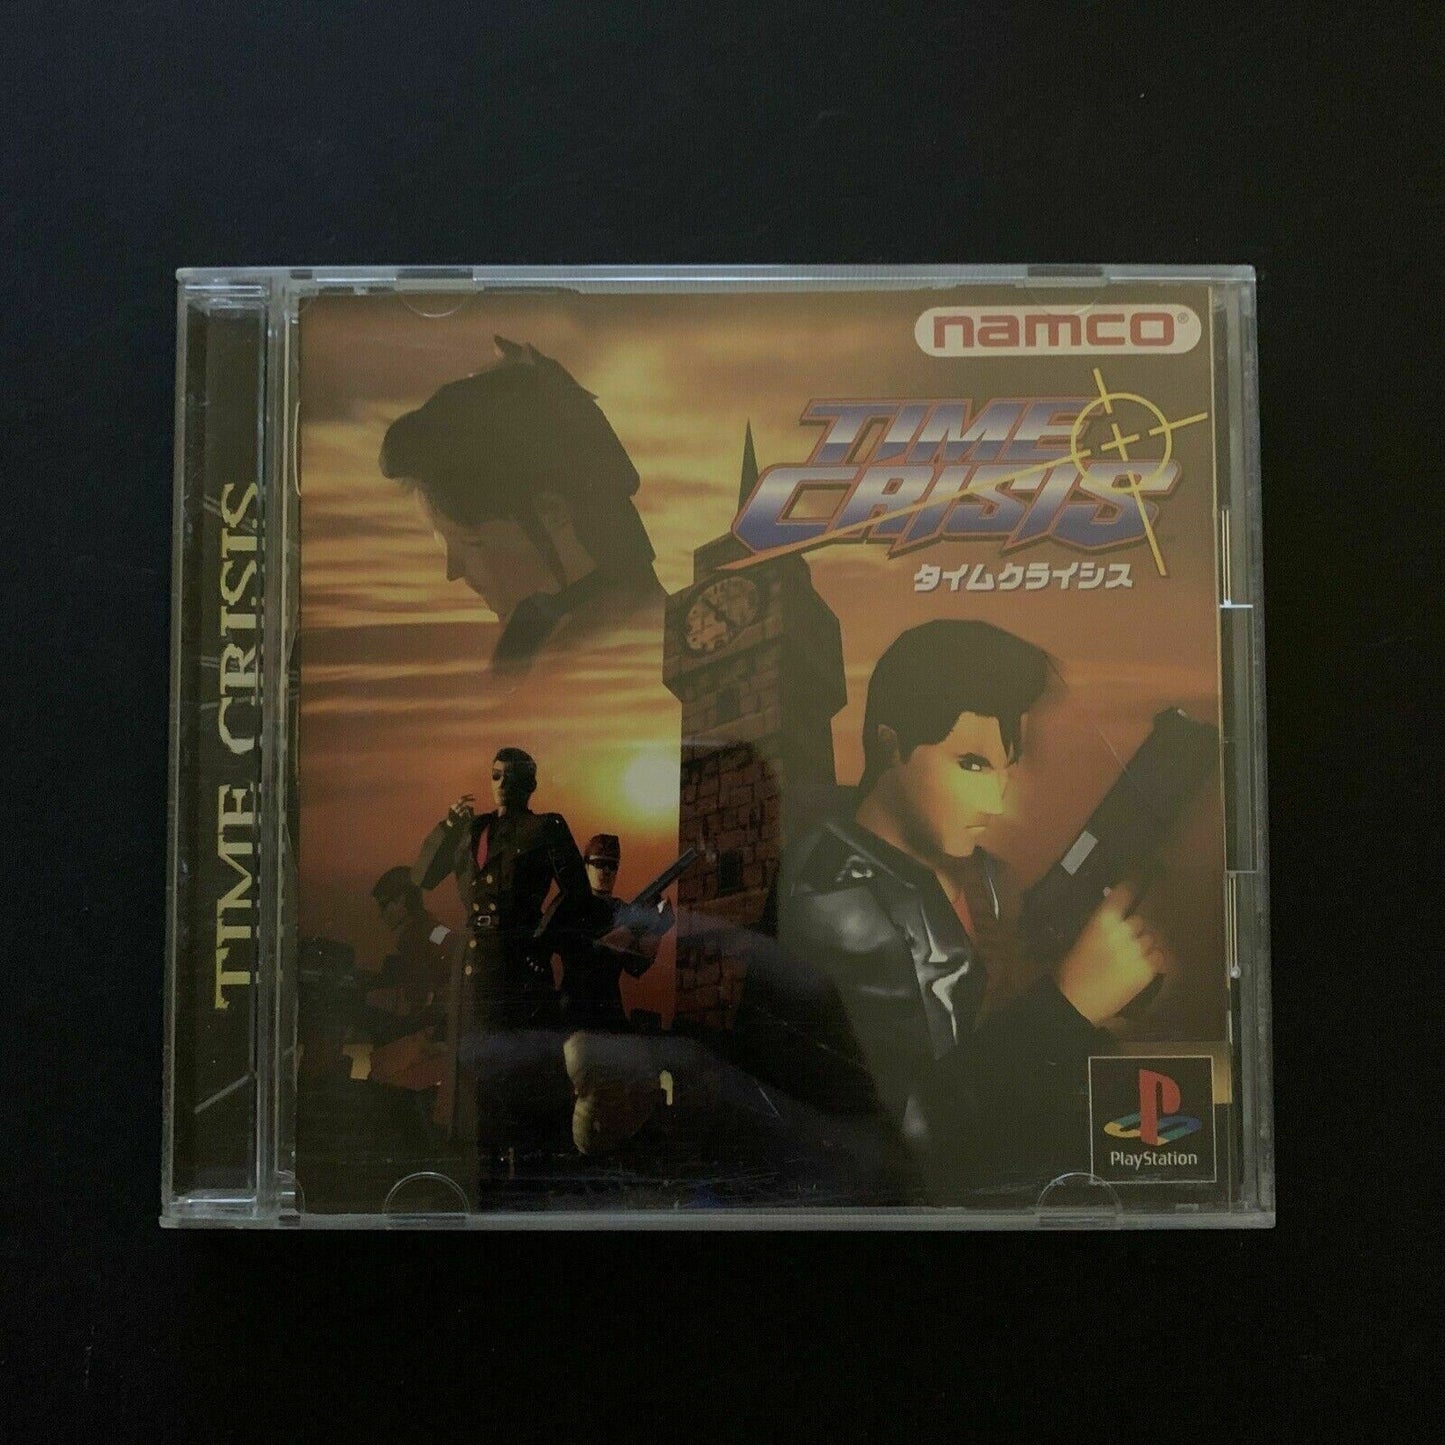 TIME CRISIS
namco®
TIME
CRISIS
タイムクライシス
PlayStation